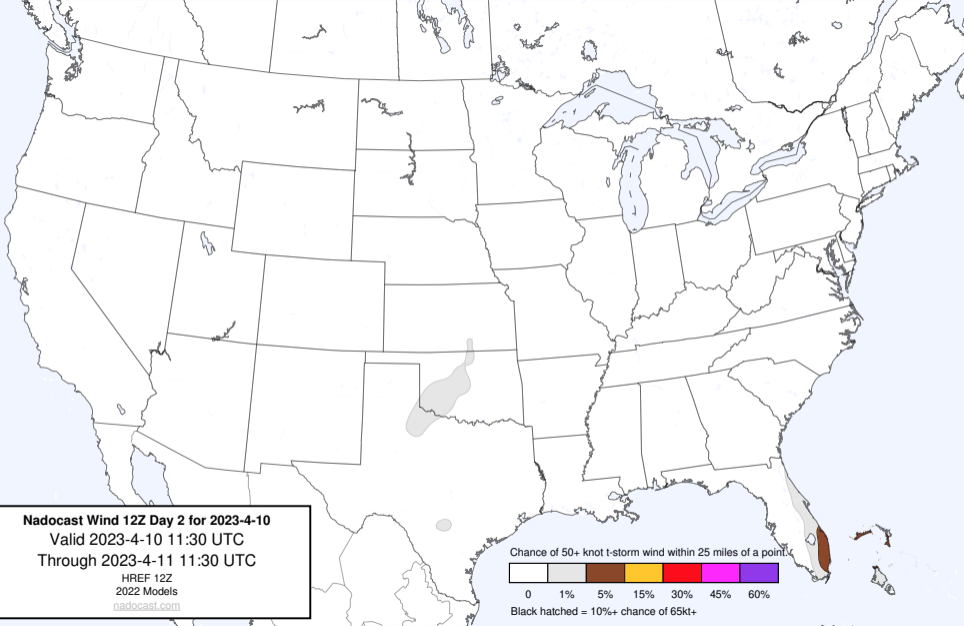 Nadocast Wind 12Z Day 2 for 2023-4-10
Valid 2023-4-10 11:30 UTC
Through 2023-4-11 11:30 UTC
HREF 12Z
2022 Models
nadocast.com
Chance of 50+ knot t-storm wind within 25 miles of a point.
0 1% 5% 15% 30% 45% 60%
Black hatched = 10%+ chance of 65kt+